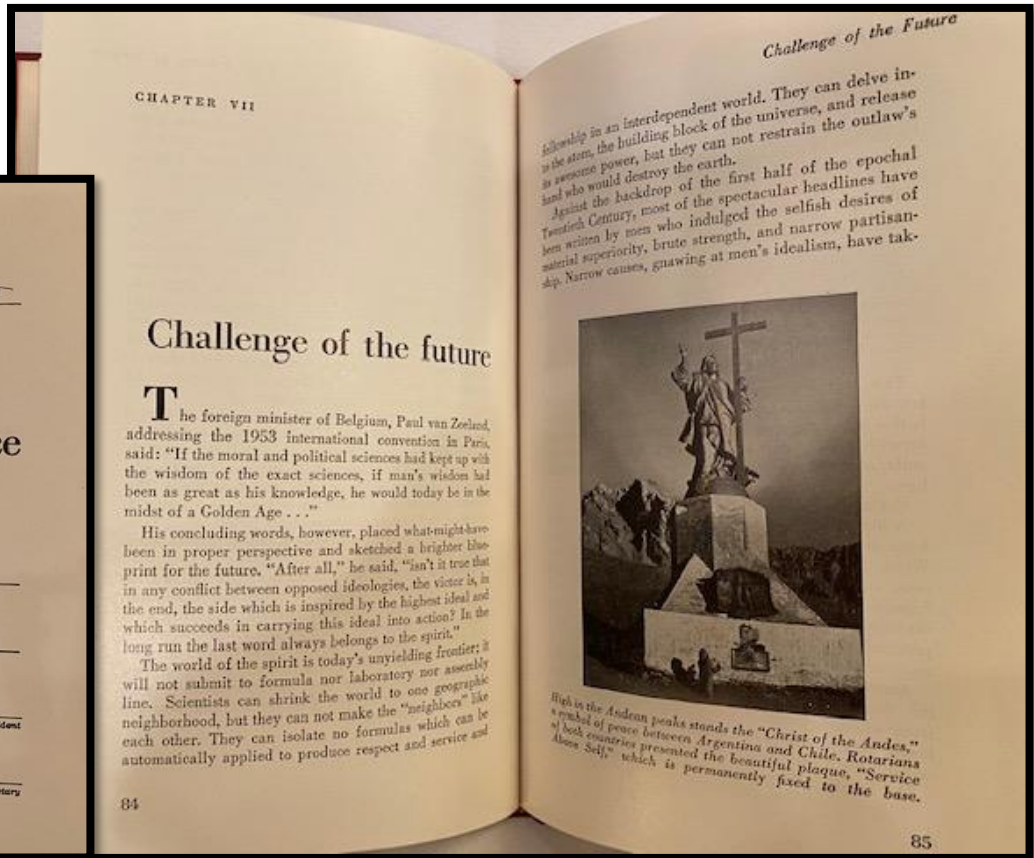 ce
dent
tary
CHAPTER VII
Challenge of the future
The foreign minister of Belgium, Paul van Zeeland,
addressing the 1953 international convention in Paris,
said: "If the moral and political sciences had kept up with
the wisdom of the exact sciences, if man's wisdom had
been as great as his knowledge, he would today be in the
midst of a Golden Age . . ."
His concluding words, however, placed what-might-have-
been in proper perspective and sketched a brighter blue-
print for the future. "After all," he said, "isn't it true that
in any conflict between opposed ideologies, the victor is, in
the end, the side which is inspired by the highest ideal and
which succeeds in carrying this ideal into action? In the
long run the last word always belongs to the spirit."
The world of the spirit is today's unyielding frontier; it
will not submit to formula nor laboratory nor assembly
line. Scientists can shrink the world to one geographic
neighborhood, but they can not make the "neighbors" like
each other. They can isolate no formulas which can be
automatically applied to produce respect and service and
84
Challenge of the Future
fellowship in an interdependent world. They can delve in-
to the atom, the building block of the universe, and release
its awesome power, but they can not restrain the outlaw's
hand who would destroy the earth.
Against the backdrop of the first half of the epochal
Twentieth Century, most of the spectacular headlines have
been written by men who indulged the selfish desires of
material superiority, brute strength, and narrow partisan-
ship. Narrow causes, gnawing at men's idealism, have tak-
High in the Andean peaks stands the "Christ of the Andes,"
a symbol of peace between Argentina and Chile. Rotarians
of both countries presented the beautiful plaque, "Service
Above Self," which is permanently fixed to the base.
85